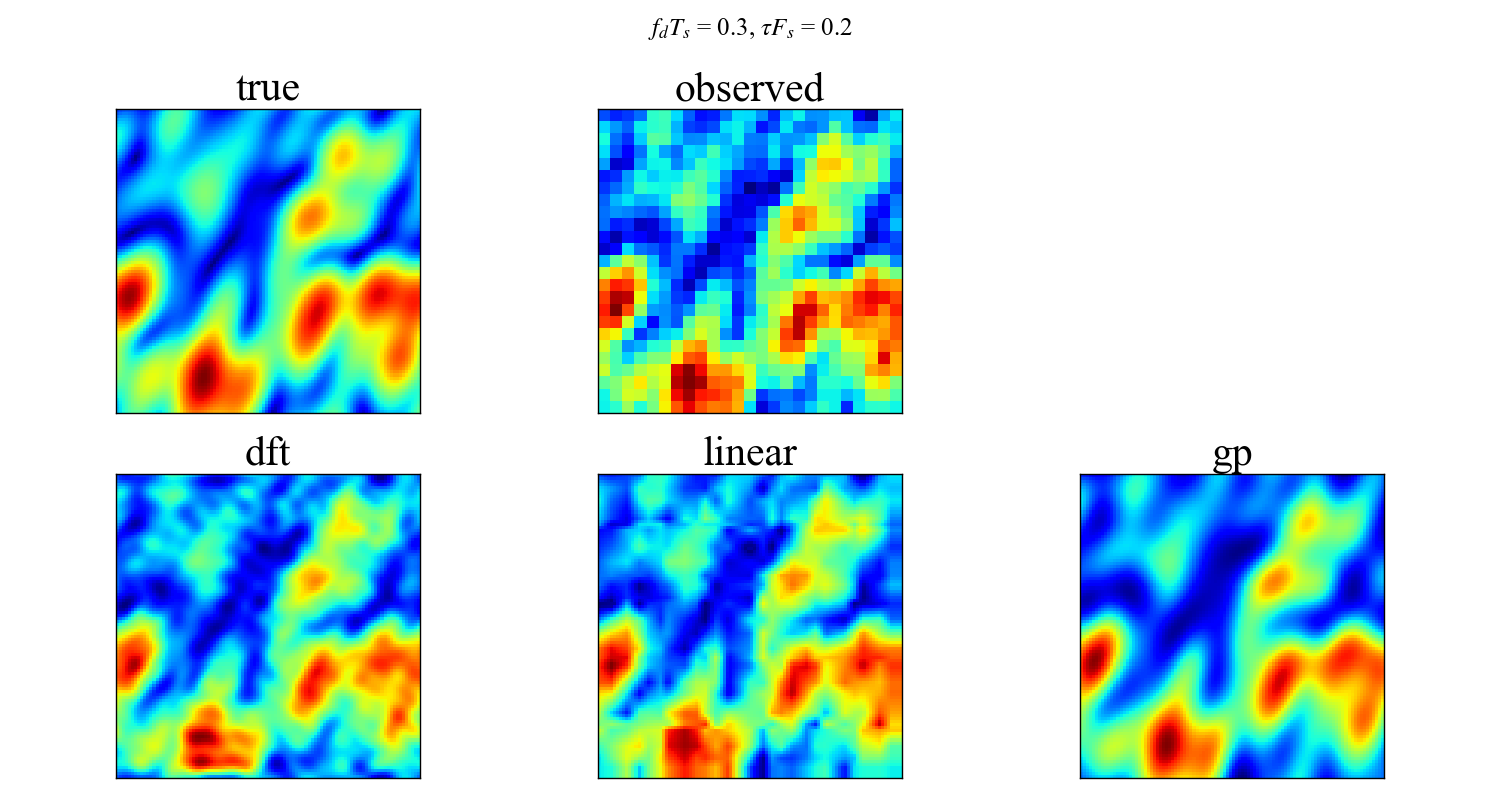 f_dT_s = 0.3, τF_s = 0.2
true
observed
dft
linear
gp